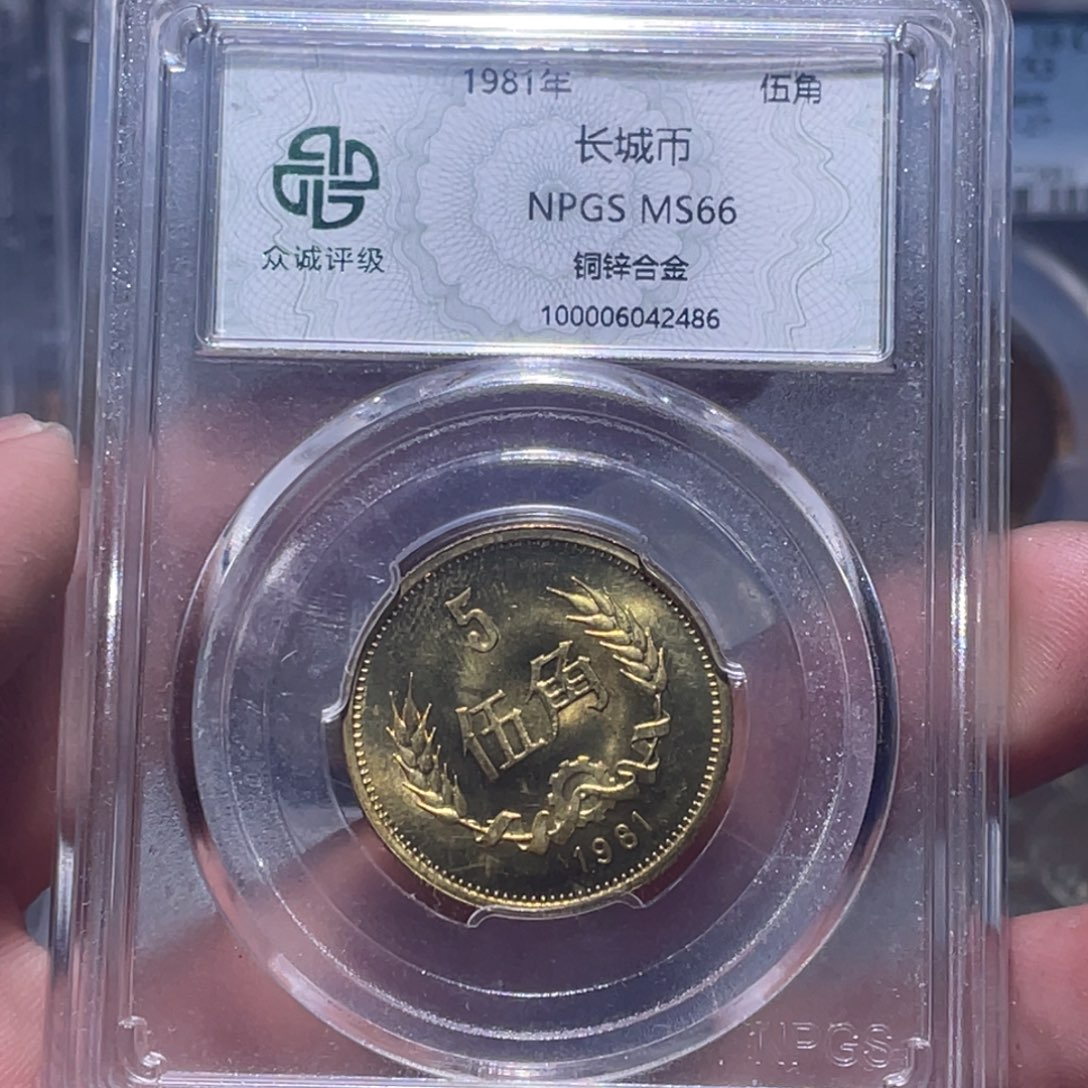 1981年 伍角
长城币
NPGS MS66
众诚评级
铜锌合金
100006042486
5
伍角
1981
NPGS